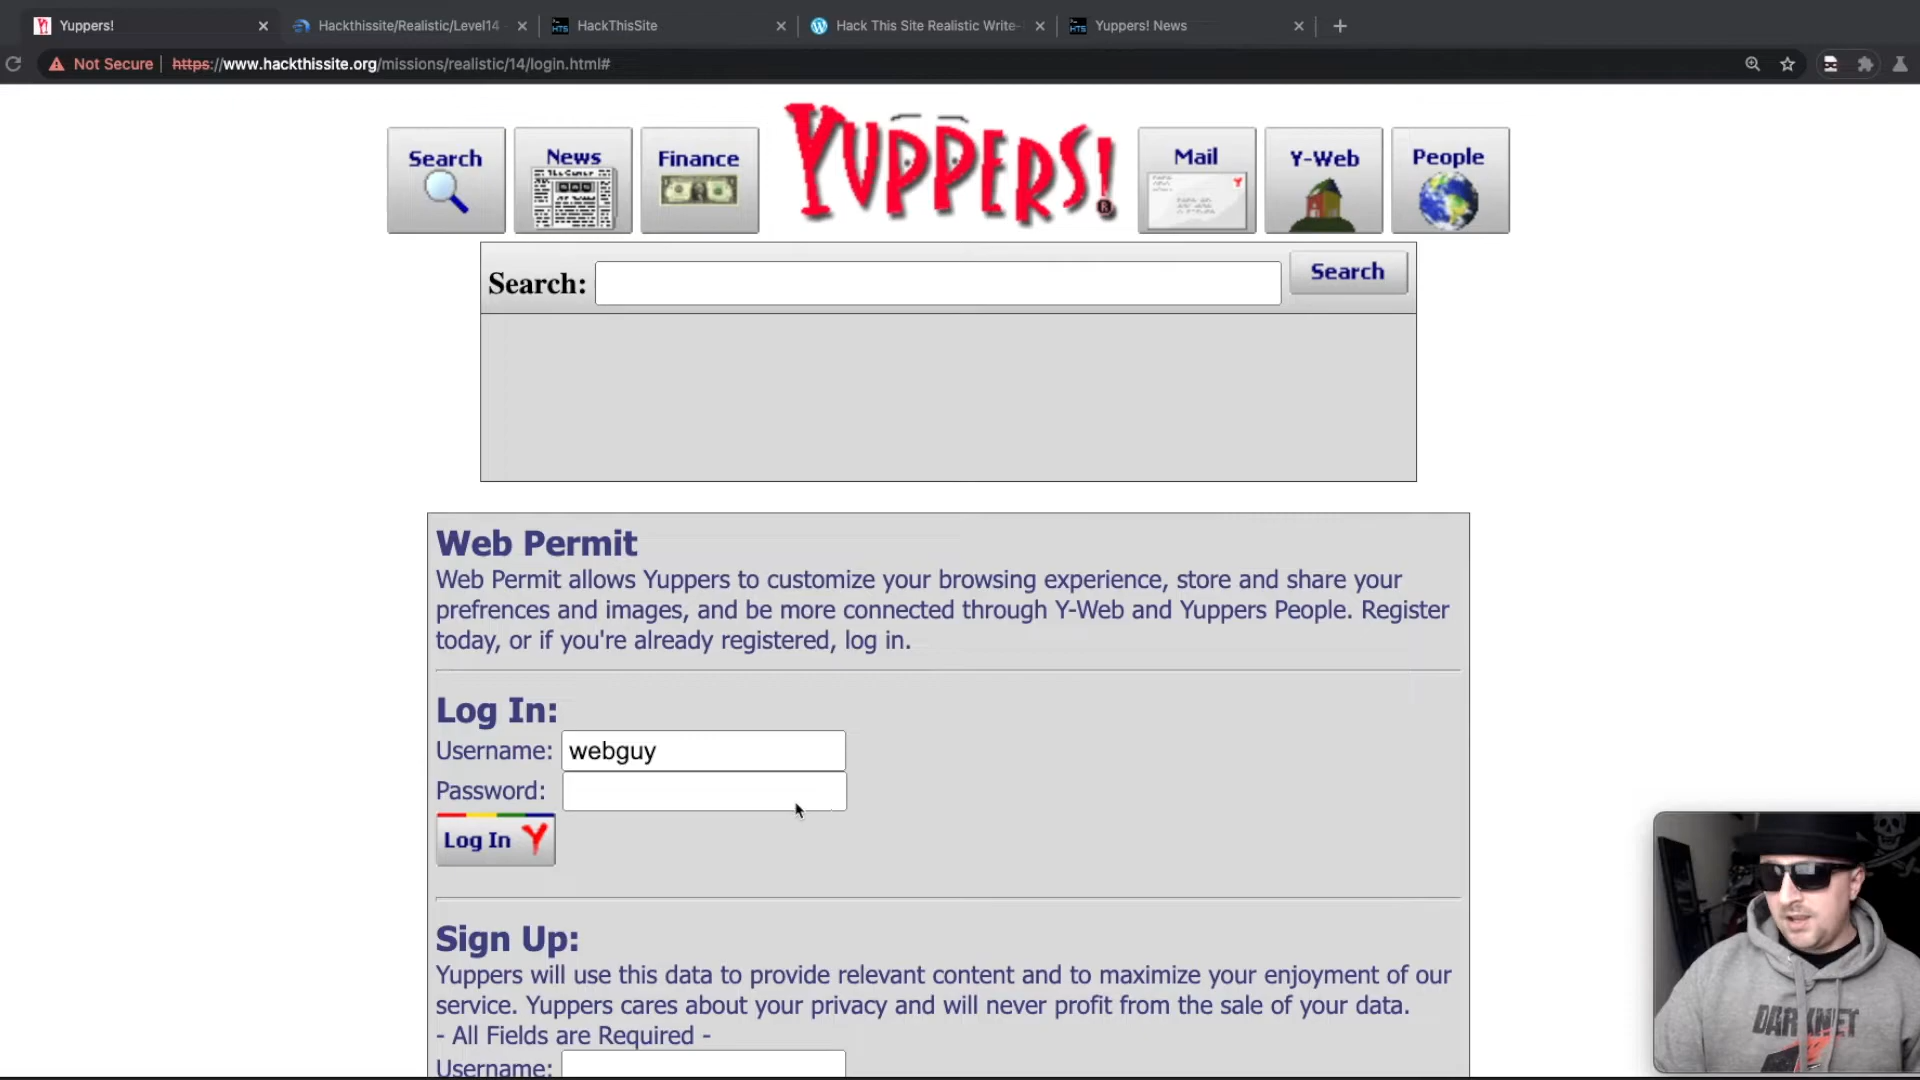 Yuppers!
Hackthissite/Realistic/Level14
HackThisSite
Hack This Site Realistic Write-
Yuppers! News
Not Secure
https://www.hackthissite.org/missions/realistic/14/login.html#
Search
News
Finance
YUPPERS!
Mail
Y-Web
People
Search:
Search
Web Permit
Web Permit allows Yuppers to customize your browsing experience, store and share your
prefrences and images, and be more connected through Y-Web and Yuppers People. Register
today, or if you're already registered, log in.
Log In:
Username: webguy
Password:
Log In Y
Sign Up:
Yuppers will use this data to provide relevant content and to maximize your enjoyment of our
service. Yuppers cares about your privacy and will never profit from the sale of your data.
- All Fields are Required -
Username:
DARKNET